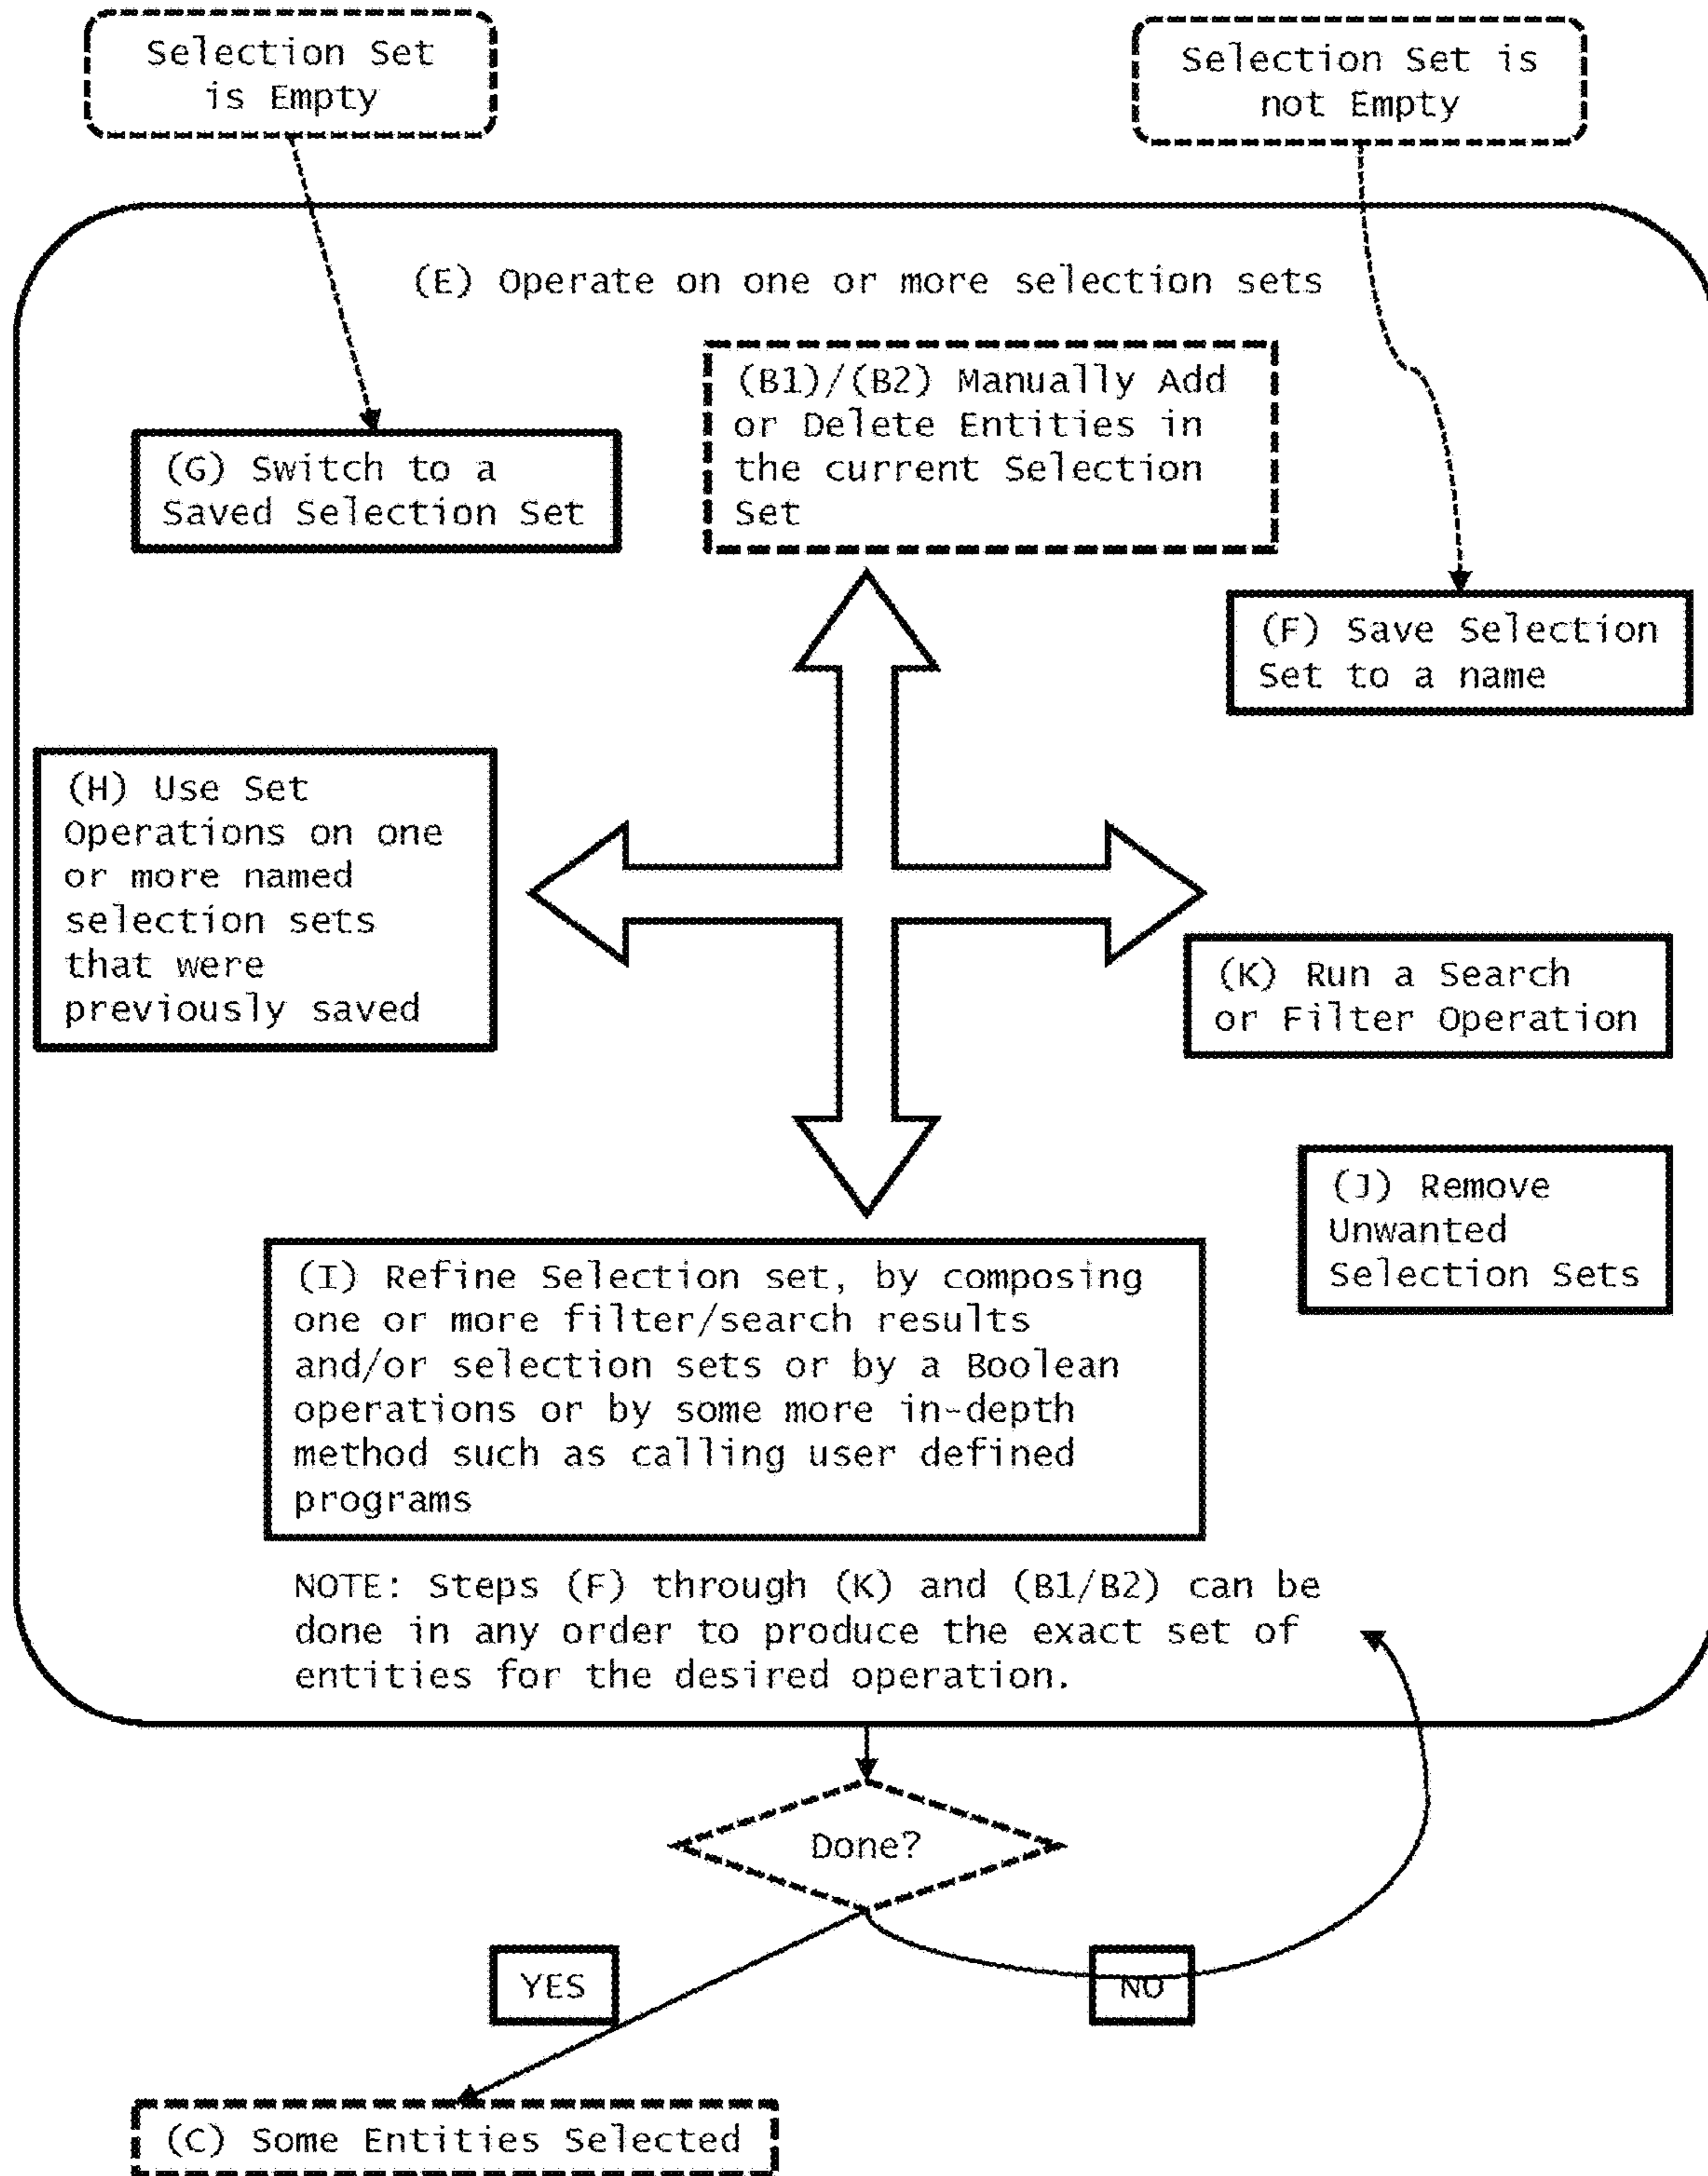 Selection Set
is Empty
Selection Set is
not Empty
(E) Operate on one or more selection sets
(B1)/(B2) Manually Add
or Delete Entities in
the current Selection
Set
(G) Switch to a
Saved Selection Set
(F) Save Selection
Set to a name
(H) Use Set
Operations on one
or more named
selection sets
that were
previously saved
(K) Run a Search
or Filter Operation
(J) Remove
Unwanted
Selection Sets
(I) Refine Selection set, by composing
one or more filter/search results
and/or selection sets or by a Boolean
operations or by some more in-depth
method such as calling user defined
programs
NOTE: Steps (F) through (K) and (B1/B2) can be
done in any order to produce the exact set of
entities for the desired operation.
Done?
YES
NO
(C) Some Entities Selected